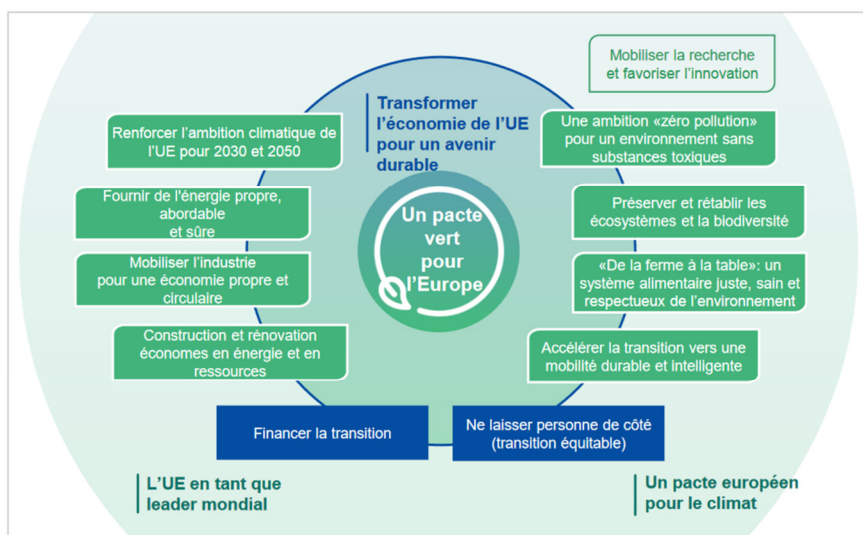 Mobiliser la recherche
et favoriser l'innovation
Transformer
l'économie de l'UE
pour un avenir
durable
Renforcer l'ambition climatique de
l'UE pour 2030 et 2050
Une ambition «zéro pollution»
pour un environnement sans
substances toxiques
Fournir de l'énergie propre,
abordable
et sûre
Préserver et rétablir les
écosystèmes et la biodiversité
Un pacte
vert
pour
l'Europe
Mobiliser l'industrie
pour une économie propre et
circulaire
«De la ferme à la table»: un
système alimentaire juste, sain et
respectueux de l'environnement
Construction et rénovation
économes en énergie et en
ressources
Accélérer la transition vers une
mobilité durable et intelligente
Financer la transition
Ne laisser personne de côté
(transition équitable)
L'UE en tant que
leader mondial
Un pacte européen
pour le climat